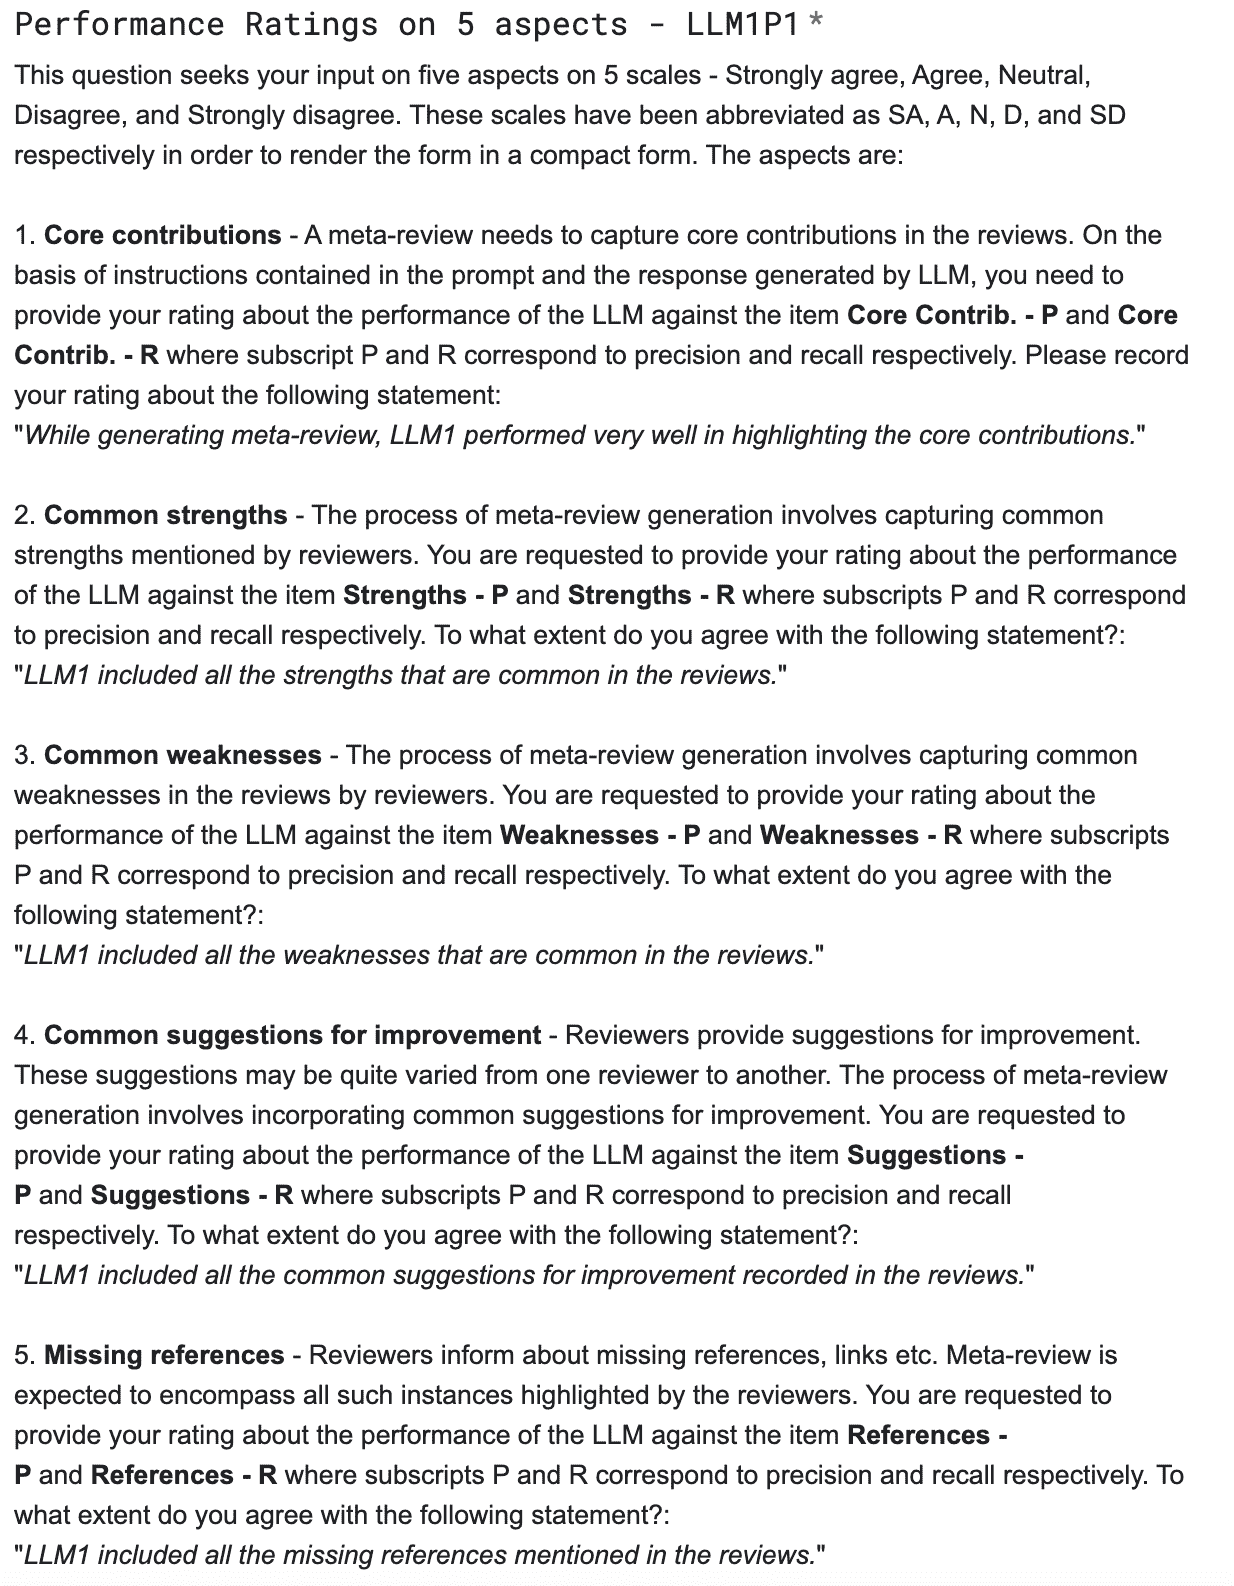 Performance Ratings on 5 aspects - LLM1P1 *
This question seeks your input on five aspects on 5 scales - Strongly agree, Agree, Neutral,
Disagree, and Strongly disagree. These scales have been abbreviated as SA, A, N, D, and SD
respectively in order to render the form in a compact form. The aspects are:
1. Core contributions - A meta-review needs to capture core contributions in the reviews. On the
basis of instructions contained in the prompt and the response generated by LLM, you need to
provide your rating about the performance of the LLM against the item Core Contrib. - P and Core
Contrib. - R where subscript P and R correspond to precision and recall respectively. Please record
your rating about the following statement:
"While generating meta-review, LLM1 performed very well in highlighting the core contributions."
2. Common strengths - The process of meta-review generation involves capturing common
strengths mentioned by reviewers. You are requested to provide your rating about the performance
of the LLM against the item Strengths - P and Strengths - R where subscripts P and R correspond
to precision and recall respectively. To what extent do you agree with the following statement?:
"LLM1 included all the strengths that are common in the reviews."
3. Common weaknesses - The process of meta-review generation involves capturing common
weaknesses in the reviews by reviewers. You are requested to provide your rating about the
performance of the LLM against the item Weaknesses - P and Weaknesses - R where subscripts
P and R correspond to precision and recall respectively. To what extent do you agree with the
following statement?:
"LLM1 included all the weaknesses that are common in the reviews."
4. Common suggestions for improvement - Reviewers provide suggestions for improvement.
These suggestions may be quite varied from one reviewer to another. The process of meta-review
generation involves incorporating common suggestions for improvement. You are requested to
provide your rating about the performance of the LLM against the item Suggestions -
P and Suggestions - R where subscripts P and R correspond to precision and recall
respectively. To what extent do you agree with the following statement?:
"LLM1 included all the common suggestions for improvement recorded in the reviews."
5. Missing references - Reviewers inform about missing references, links etc. Meta-review is
expected to encompass all such instances highlighted by the reviewers. You are requested to
provide your rating about the performance of the LLM against the item References -
P and References - R where subscripts P and R correspond to precision and recall respectively. To
what extent do you agree with the following statement?:
"LLM1 included all the missing references mentioned in the reviews."